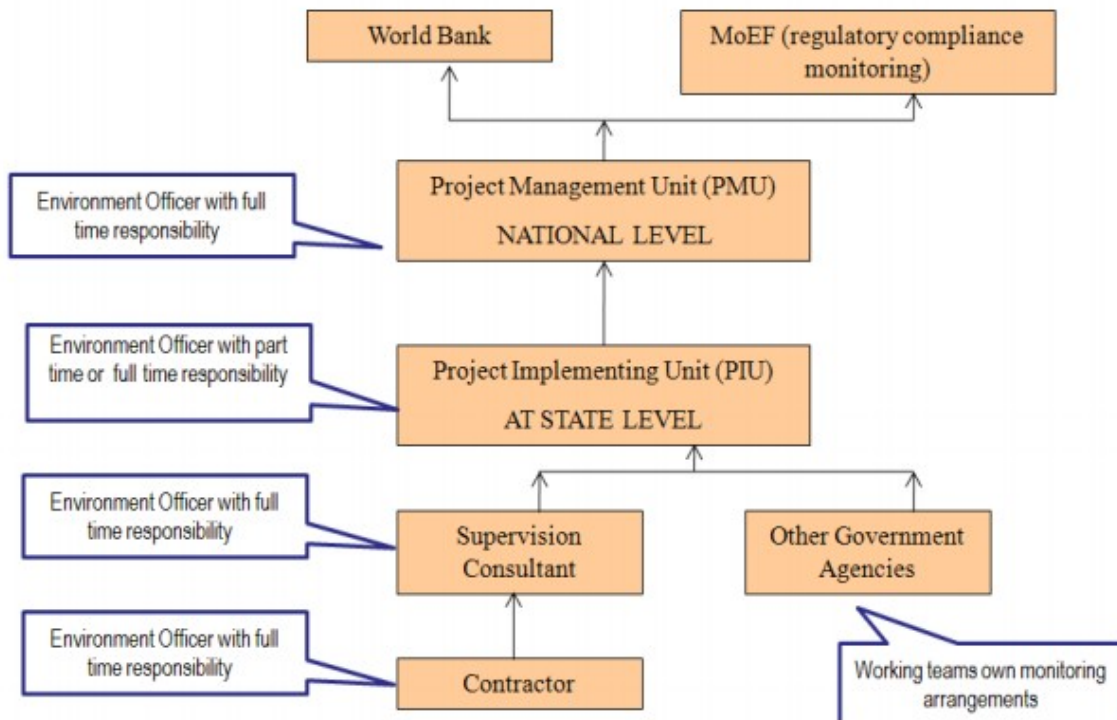 World Bank
MoEF (regulatory compliance
monitoring)
Environment Officer with full
time responsibility
Project Management Unit (PMU)
NATIONAL LEVEL
Environment Officer with part
time or full time responsibility
Project Implementing Unit (PIU)
AT STATE LEVEL
Environment Officer with full
time responsibility
Supervision
Consultant
Other Government
Agencies
Environment Officer with full
time responsibility
Contractor
Working teams own monitoring
arrangements